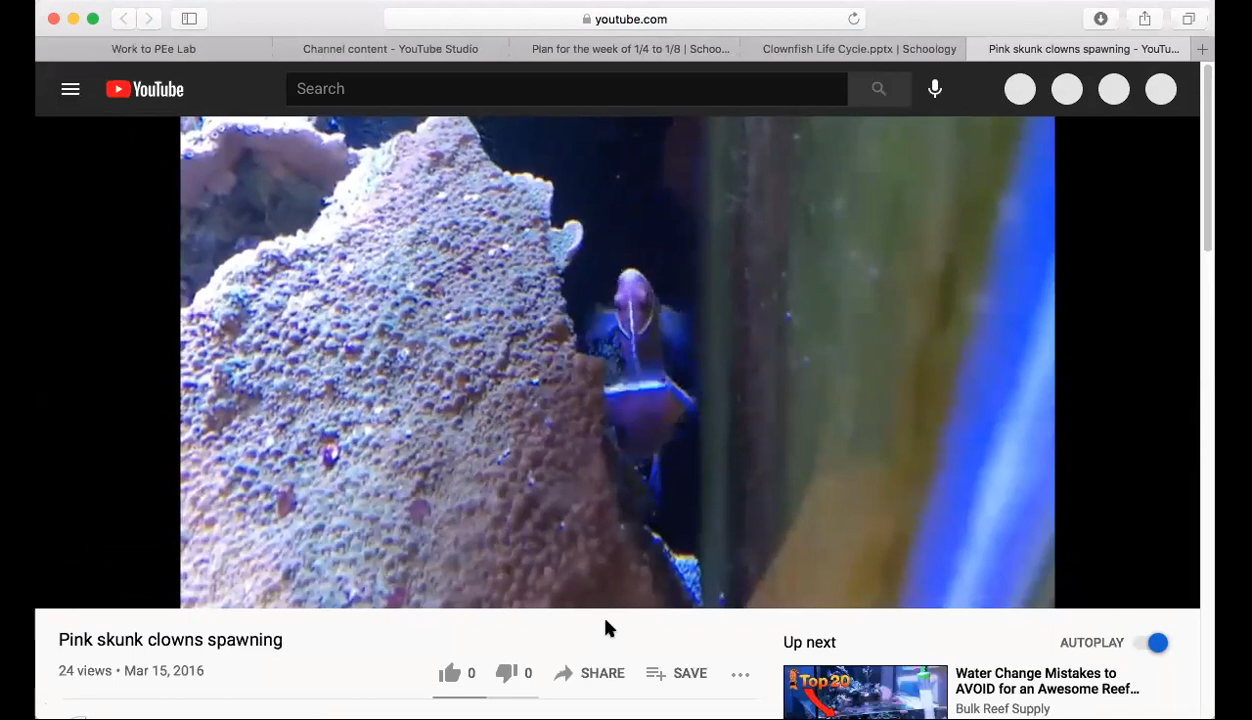 youtube.com
Work to PEe Lab
Channel content - YouTube Studio
Plan for the week of 1/4 to 1/8 | Schoo...
Clownfish Life Cycle.pptx | Schoology
Pink skunk clowns spawning - YouTu...
YouTube
Search
Pink skunk clowns spawning
24 views • Mar 15, 2016
0
0
SHARE
SAVE
Up next
AUTOPLAY
Top 20
Water Change Mistakes to
AVOID for an Awesome Reef...
Bulk Reef Supply